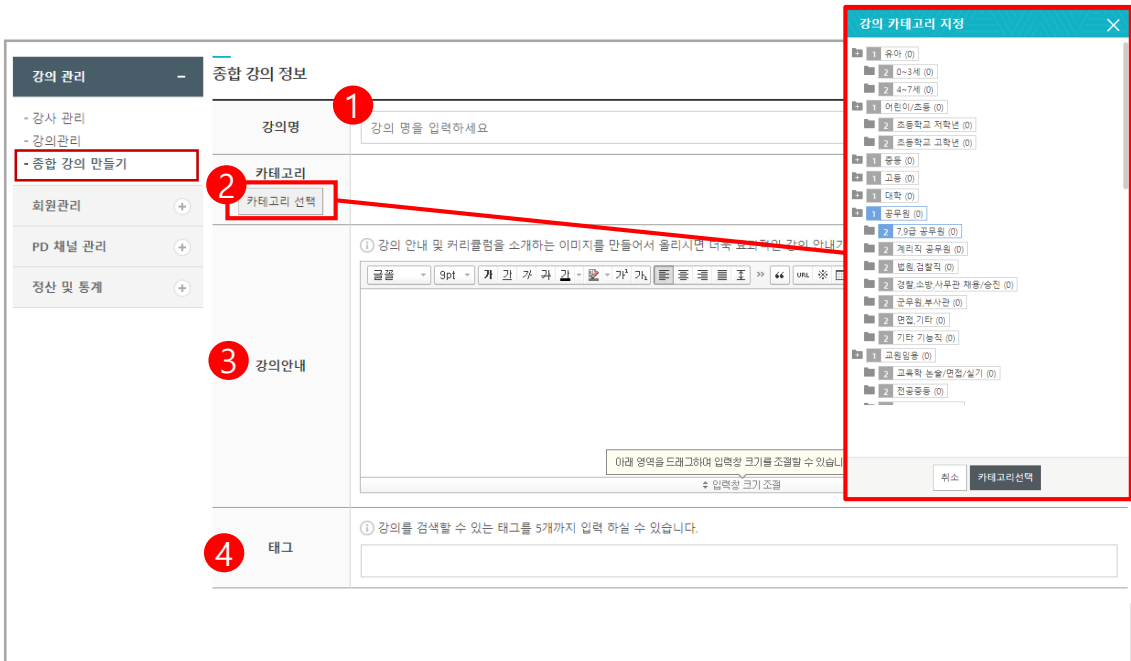 강의 관리
- 강사 관리
- 강의관리
- 종합 강의 만들기
회원관리
PD 채널 관리
정산 및 통계
종합 강의 정보
1
강의명
강의 명을 입력하세요
2
카테고리
카테고리 선택
3
강의안내
강의 안내 및 커리큘럼을 소개하는 이미지를 만들어서 올리시면 더욱 효과적인 강의 안내가
글꼴 9pt 가 간 가 과 간 가¹ 가₁ » “ URL ※
아래 영역을 드래그하여 입력창 크기를 조절할 수 있습니
입력창 크기 조절
4
태그
강의를 검색할 수 있는 태그를 5개까지 입력 하실 수 있습니다.
강의 카테고리 지정
1 유아 (0)
2 0~3세 (0)
2 4~7세 (0)
1 어린이/초등 (0)
2 초등학교 저학년 (0)
2 초등학교 고학년 (0)
1 중등 (0)
1 고등 (0)
1 대학 (0)
1 공무원 (0)
2 7,9급 공무원 (0)
2 계리직 공무원 (0)
2 법원,검찰직 (0)
2 경찰,소방,사무관 채용/승진 (0)
2 군무원,부사관 (0)
2 면접,기타 (0)
2 기타 기능직 (0)
1 교원임용 (0)
2 교육학 논술/면접/실기 (0)
2 전공중등 (0)
취소 카테고리선택